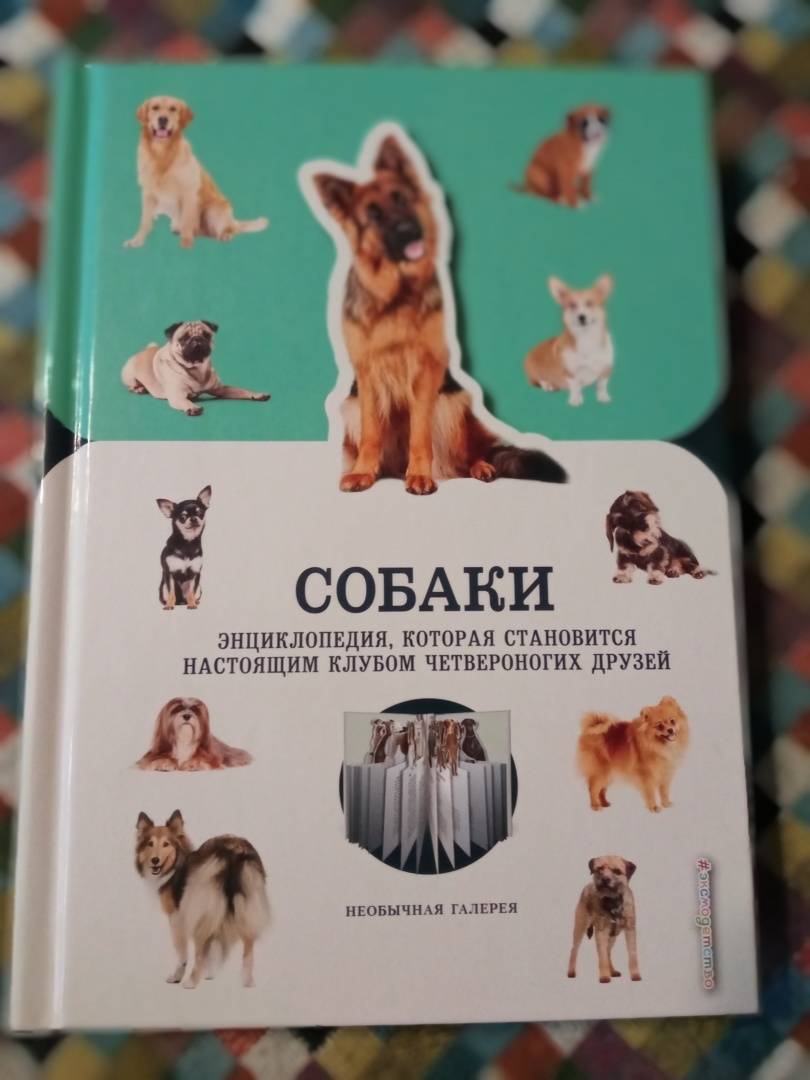 СОБАКИ
ЭНЦИКЛОПЕДИЯ, КОТОРАЯ СТАНОВИТСЯ
НАСТОЯЩИМ КЛУБОМ ЧЕТВЕРОНОГИХ ДРУЗЕЙ
НЕОБЫЧНАЯ ГАЛЕРЕЯ
#эксмодетство